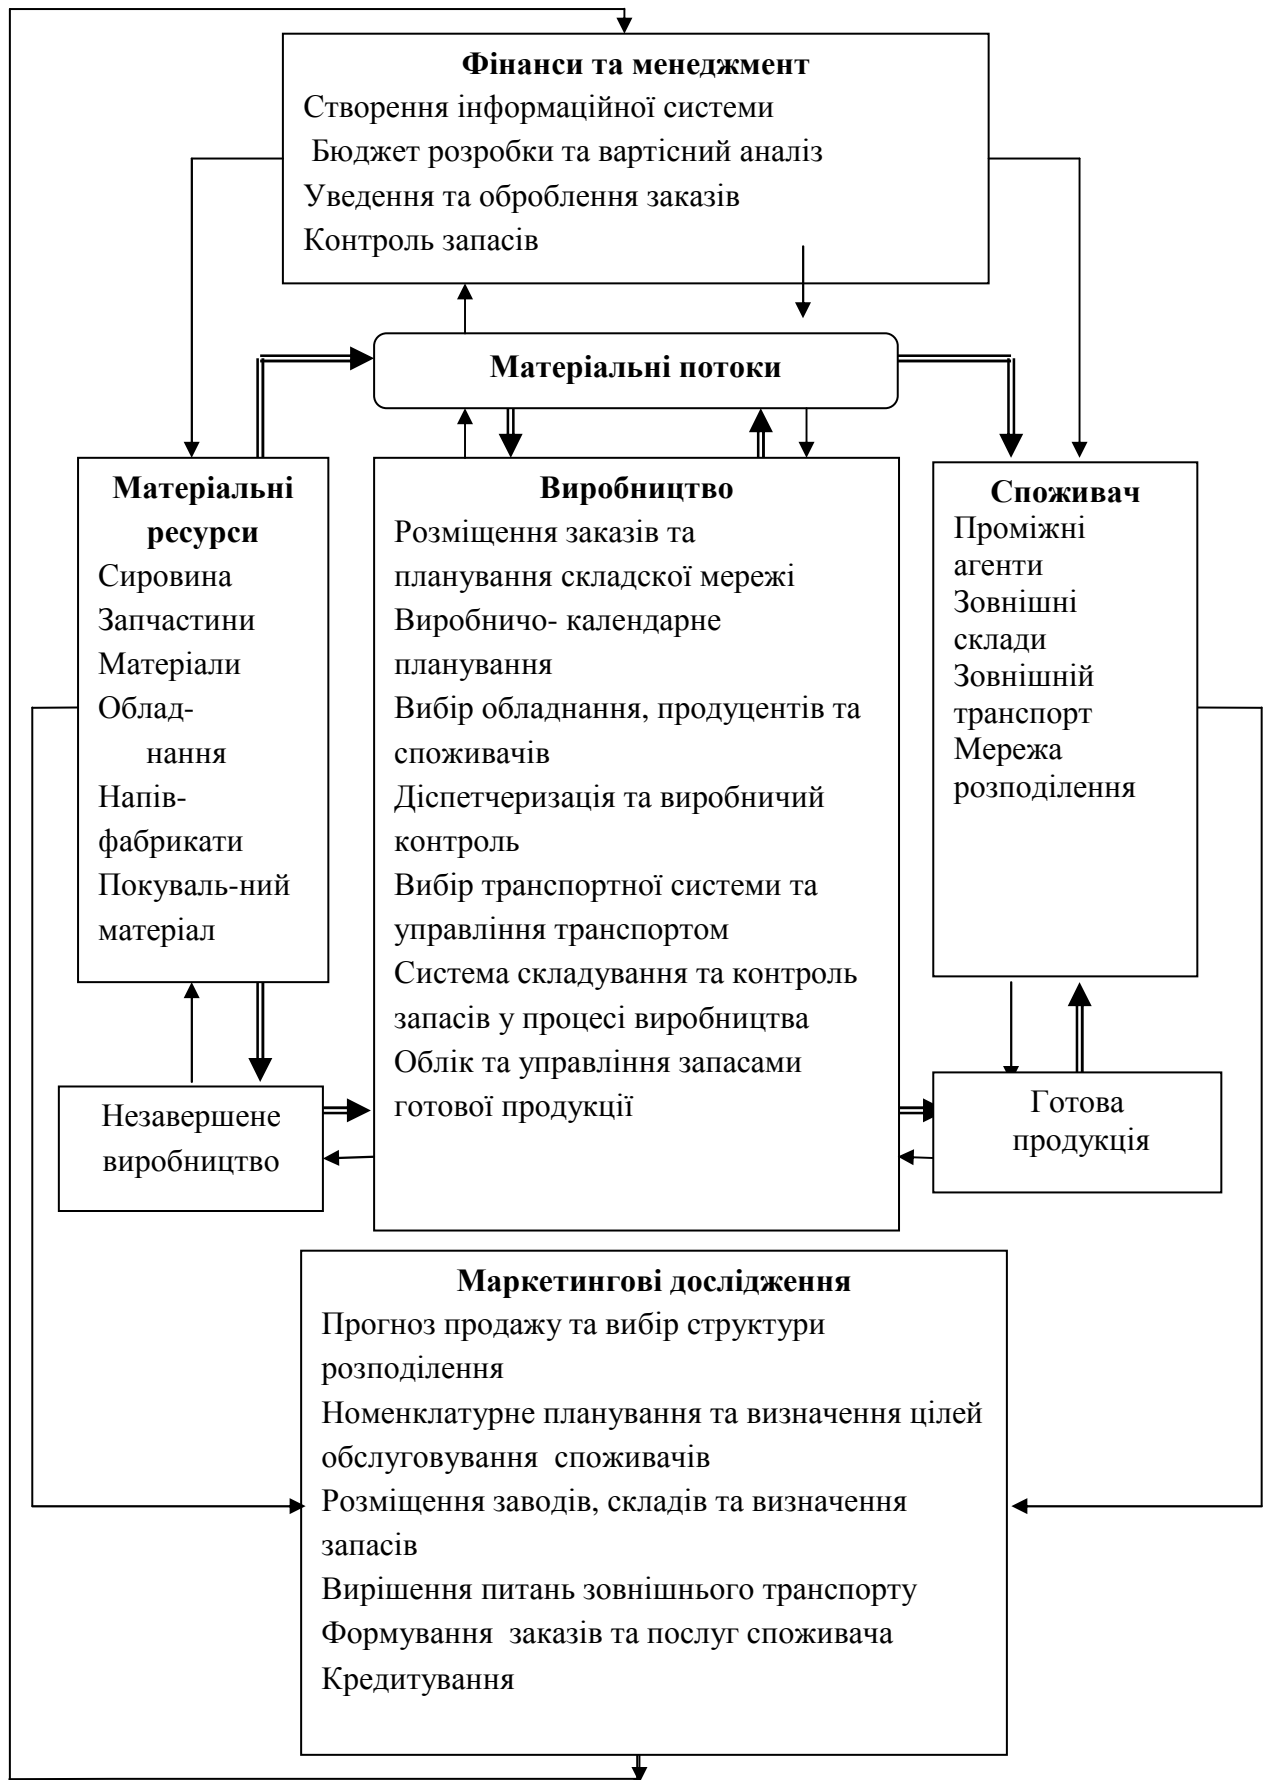 Фінанси та менеджмент
Створення інформаційної системи
Бюджет розробки та вартісний аналіз
Уведення та оброблення заказів
Контроль запасів
Матеріальні потоки
Матеріальні
ресурси
Сировина
Запчастини
Матеріали
Облад-
нання
Напів-
фабрикати
Покуваль-ний
матеріал
Виробництво
Розміщення заказів та
планування складскої мережі
Виробничо- календарне
планування
Вибір обладнання, продуцентів та
споживачів
Діспетчеризація та виробничий
контроль
Вибір транспортної системи та
управління транспортом
Система складування та контроль
запасів у процесі виробництва
Облік та управління запасами
готової продукції
Споживач
Проміжні
агенти
Зовнішні
склади
Зовнішній
транспорт
Мережа
розподілення
Незавершене
виробництво
Готова
продукція
Маркетингові дослідження
Прогноз продажу та вибір структури
розподілення
Номенклатурне планування та визначення цілей
обслуговування споживачів
Розміщення заводів, складів та визначення
запасів
Вирішення питань зовнішнього транспорту
Формування заказів та послуг споживача
Кредитування